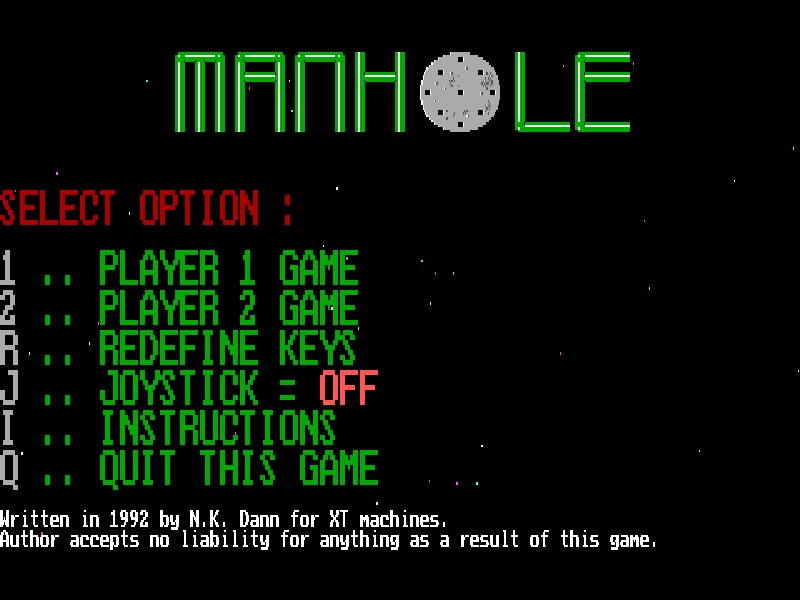 MANHOLE
SELECT OPTION :
1 .. PLAYER 1 GAME
2 .. PLAYER 2 GAME
R .. REDEFINE KEYS
J .. JOYSTICK = OFF
I .. INSTRUCTIONS
Q .. QUIT THIS GAME
Written in 1992 by N.K. Dann for XT machines.
Author accepts no liability for anything as a result of this game.